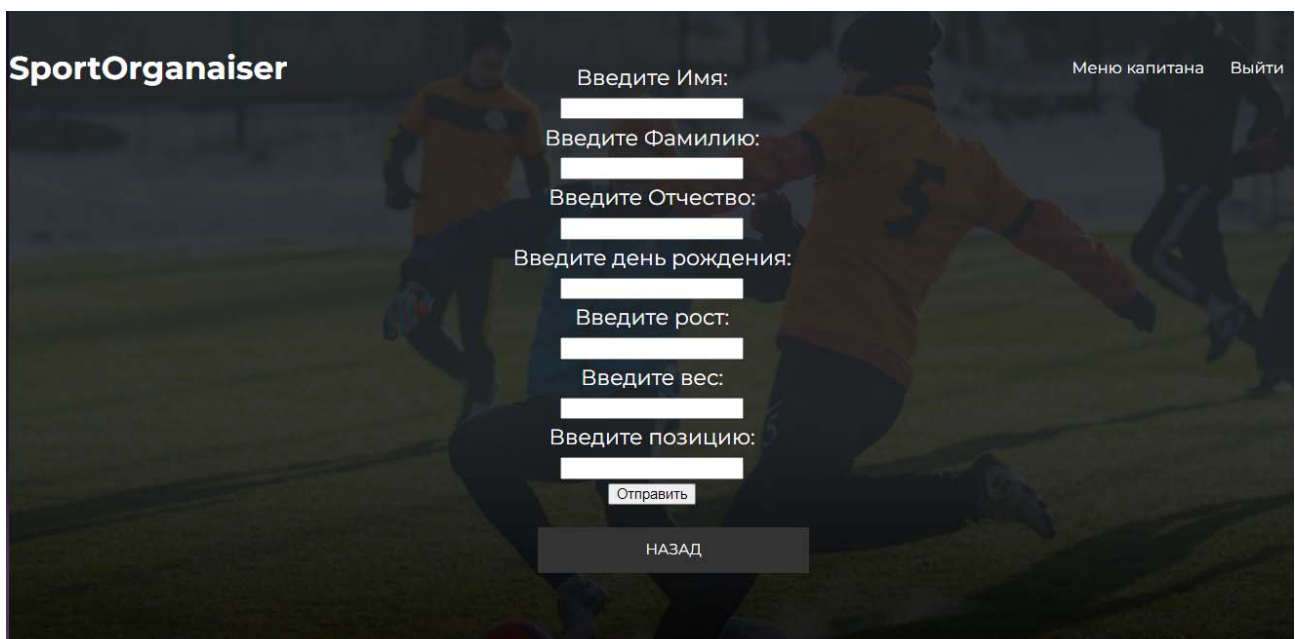 SportOrganaiser
Меню капитана Выйти
Введите Имя:
Введите Фамилию:
Введите Отчество:
Введите день рождения:
Введите рост:
Введите вес:
Введите позицию:
Отправить
НАЗАД
5